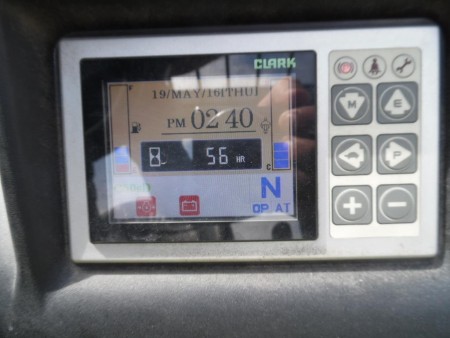 CLARK
19/MAY/16[THU]
F
PM 02:40
56 HR
C
N
OP AT
M
E
P